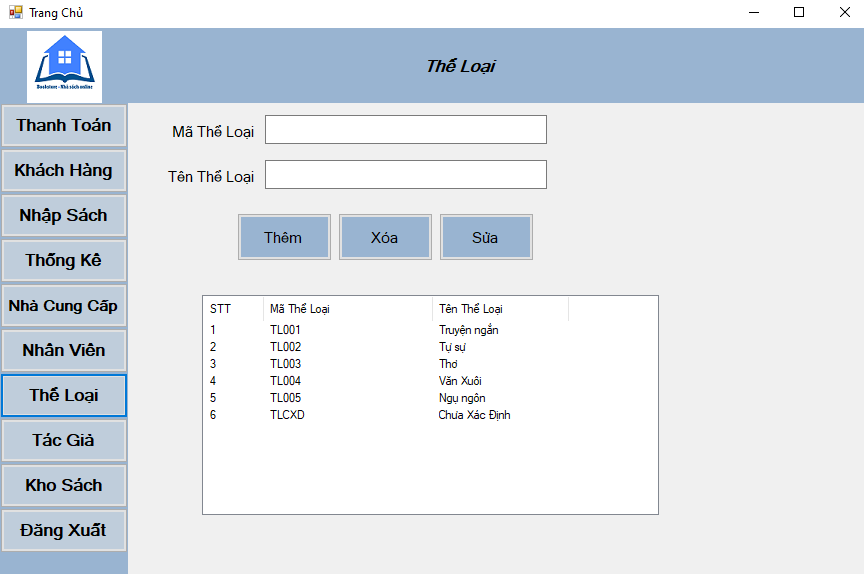 Trang Chủ
Bookstore - Nhà sách online
Thể Loại
Thanh Toán
Khách Hàng
Nhập Sách
Thống Kê
Nhà Cung Cấp
Nhân Viên
Thể Loại
Tác Giả
Kho Sách
Đăng Xuất
Mã Thể Loại
Tên Thể Loại
Thêm Xóa Sửa
STT Mã Thể Loại Tên Thể Loại
1 TL001 Truyện ngắn
2 TL002 Tự sự
3 TL003 Thơ
4 TL004 Văn Xuôi
5 TL005 Ngụ ngôn
6 TLCXD Chưa Xác Định